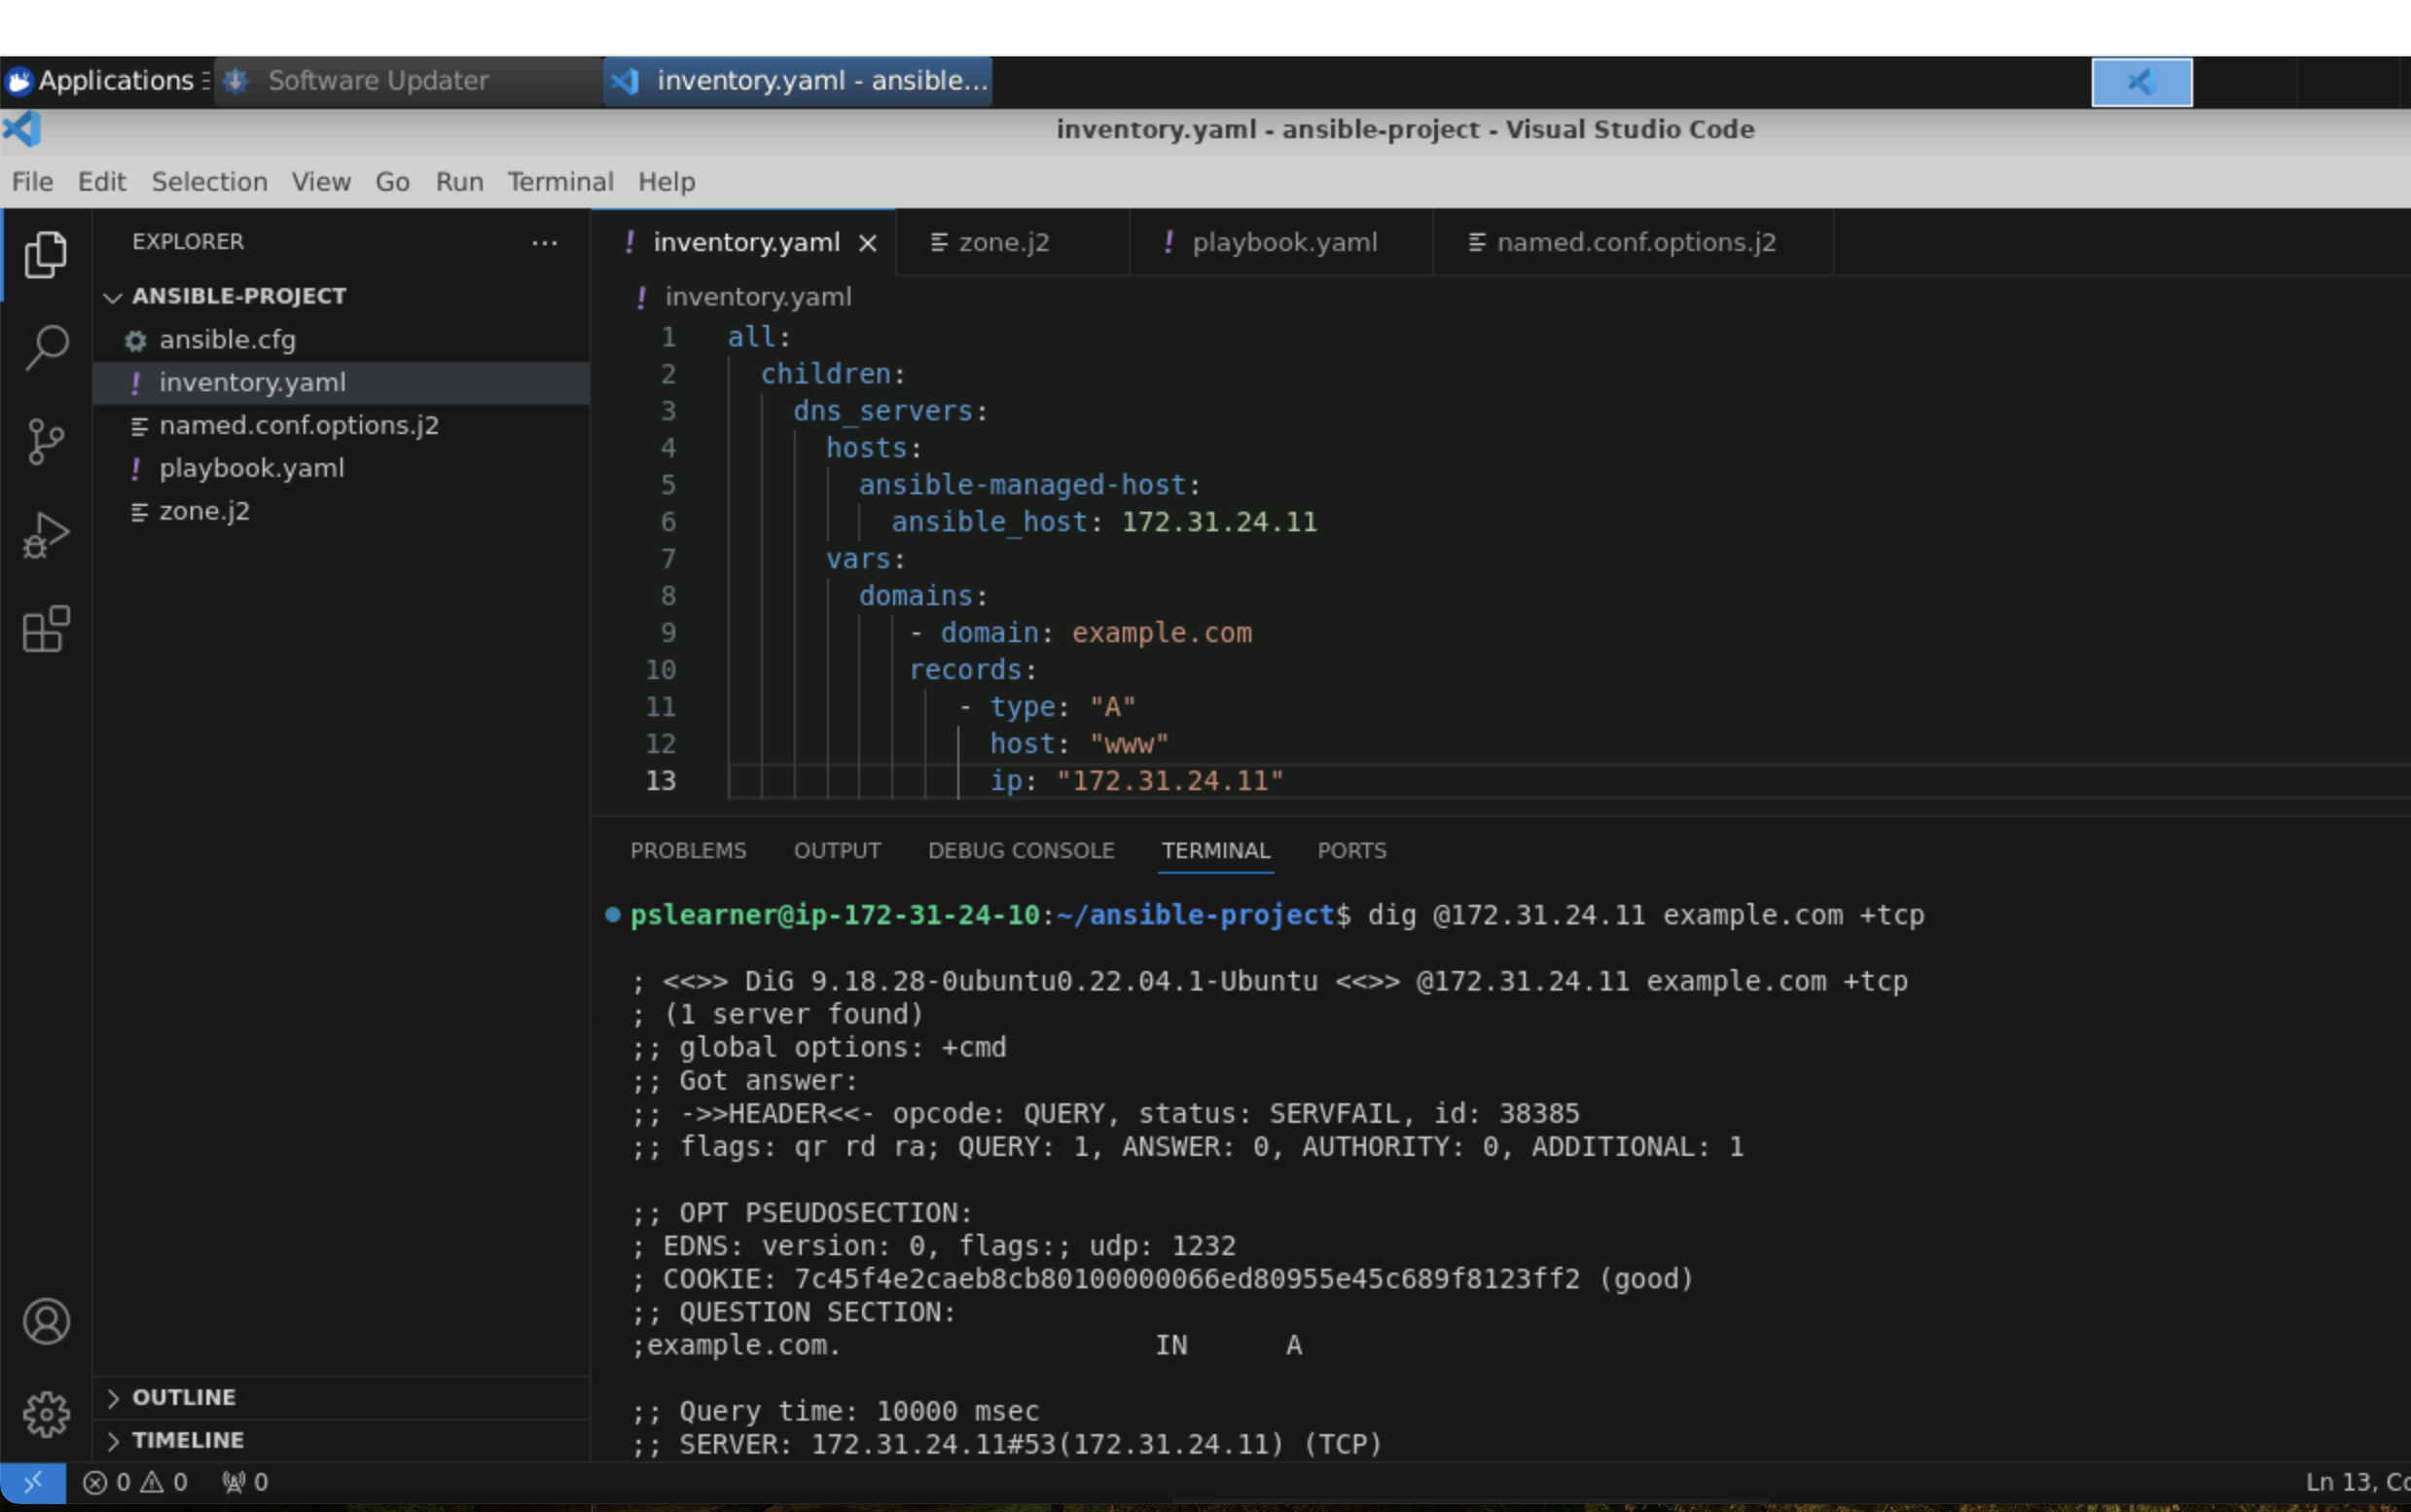 Applications
Software Updater
inventory.yaml - ansible...
inventory.yaml - ansible-project - Visual Studio Code
File Edit Selection View Go Run Terminal Help
EXPLORER ...
ANSIBLE-PROJECT
ansible.cfg
! inventory.yaml
named.conf.options.j2
! playbook.yaml
zone.j2
OUTLINE
TIMELINE
! inventory.yaml zone.j2 ! playbook.yaml named.conf.options.j2
! inventory.yaml
1 all:
2 children:
3 dns_servers:
4 hosts:
5 ansible-managed-host:
6 ansible_host: 172.31.24.11
7 vars:
8 domains:
9 - domain: example.com
10 records:
11 - type: "A"
12 host: "www"
13 ip: "172.31.24.11"
PROBLEMS OUTPUT DEBUG CONSOLE TERMINAL PORTS
pslearner@ip-172-31-24-10:~/ansible-project$ dig @172.31.24.11 example.com +tcp
; <<>> DiG 9.18.28-0ubuntu0.22.04.1-Ubuntu <<>> @172.31.24.11 example.com +tcp
; (1 server found)
;; global options: +cmd
;; Got answer:
;; ->>HEADER<<- opcode: QUERY, status: SERVFAIL, id: 38385
;; flags: qr rd ra; QUERY: 1, ANSWER: 0, AUTHORITY: 0, ADDITIONAL: 1
;; OPT PSEUDOSECTION:
; EDNS: version: 0, flags:; udp: 1232
; COOKIE: 7c45f4e2caeb8cb80100000066ed80955e45c689f8123ff2 (good)
;; QUESTION SECTION:
;example.com. IN A
;; Query time: 10000 msec
;; SERVER: 172.31.24.11#53(172.31.24.11) (TCP)
0 0 0
Ln 13, Co